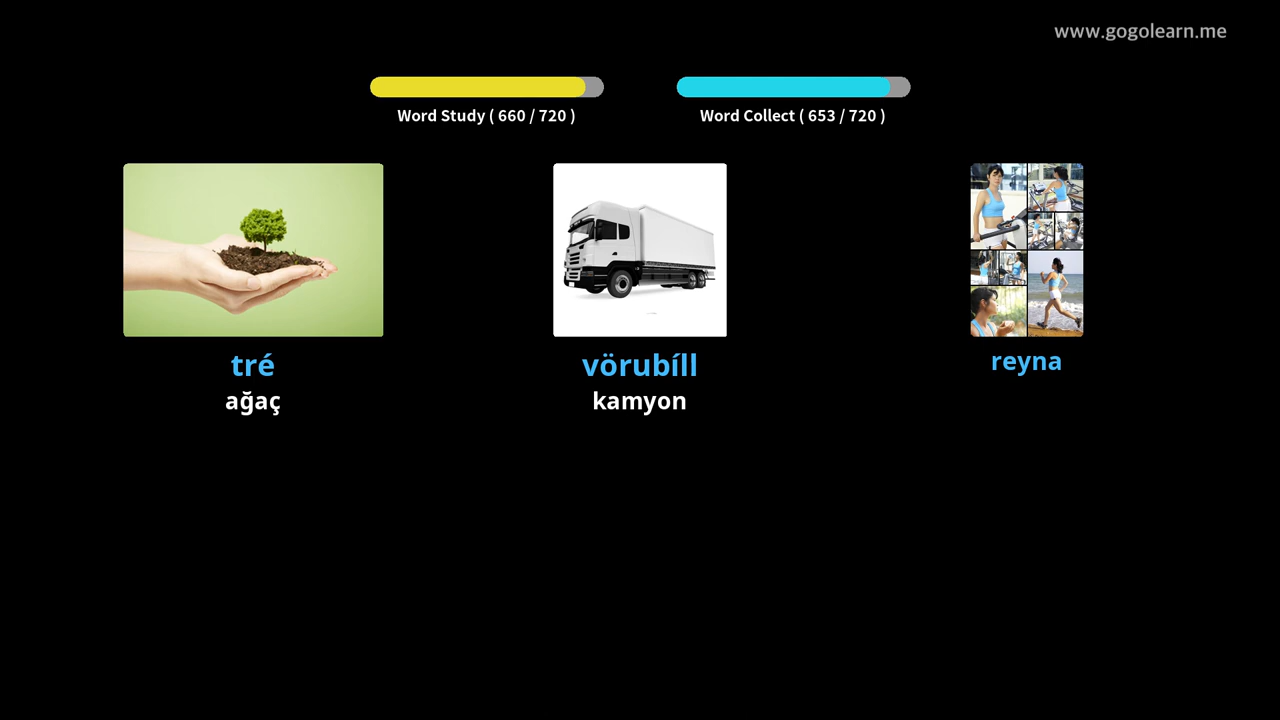 www.gogolearn.me
Word Study ( 660 / 720 )
Word Collect ( 653 / 720 )
tré
ağaç
vörubíll
kamyon
reyna